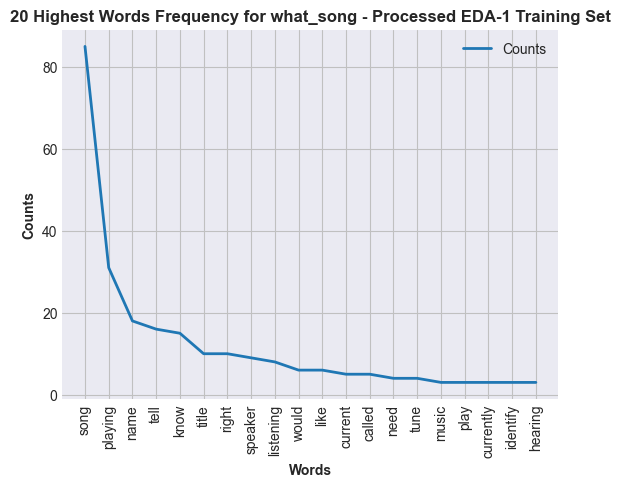 20 Highest Words Frequency for what_song - Processed EDA-1 Training Set
Counts
80
60
40
20
0
Counts
song
playing
name
tell
know
title
right
speaker
listening
would
like
current
called
need
tune
music
play
currently
identify
hearing
Words